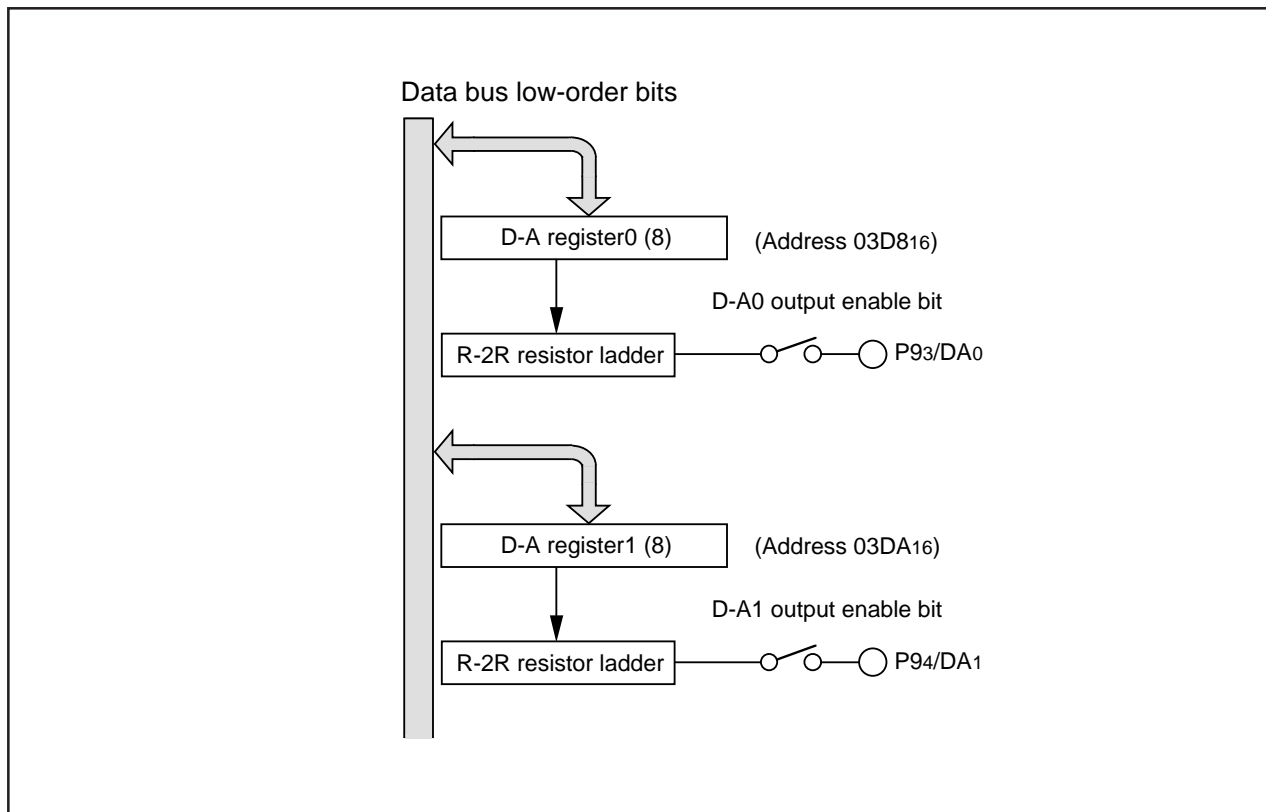 Data bus low-order bits
D-A register0 (8) (Address 03D816)
D-A0 output enable bit
R-2R resistor ladder P93/DA0
D-A register1 (8) (Address 03DA16)
D-A1 output enable bit
R-2R resistor ladder P94/DA1